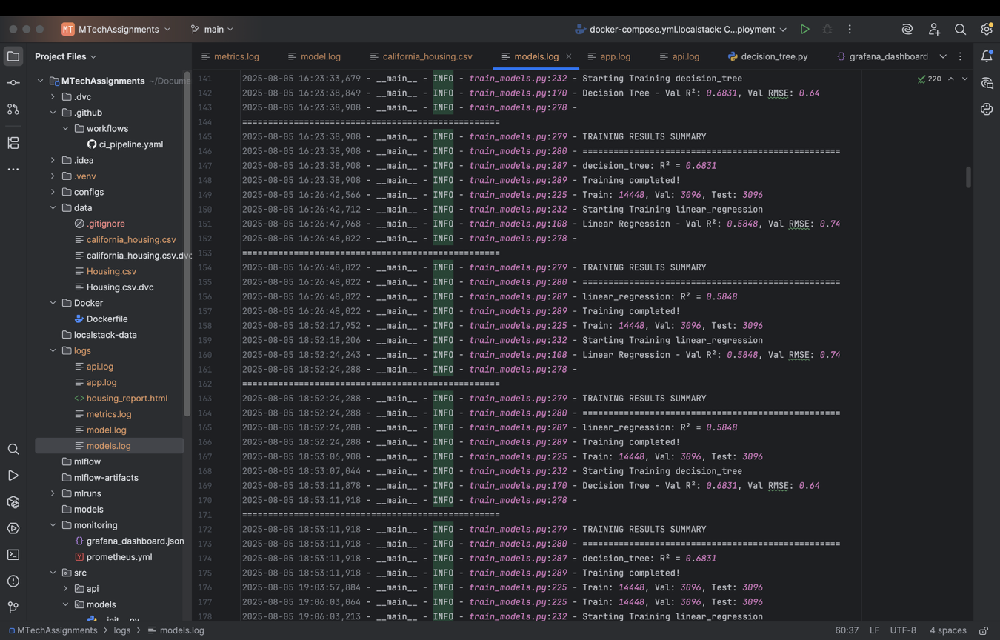 MT MTechAssignments main docker-compose.yml.localstack: C...ployment
Project Files
metrics.log model.log california_housing.csv models.log app.log api.log decision_tree.py {} grafana_dashboard
220
MTechAssignments ~/Docume
.dvc
.github
workflows
ci_pipeline.yaml
.idea
.venv
configs
data
.gitignore
california_housing.csv
california_housing.csv.dvc
Housing.csv
Housing.csv.dvc
Docker
Dockerfile
localstack-data
logs
api.log
app.log
<> housing_report.html
metrics.log
model.log
models.log
mlflow
mlflow-artifacts
mlruns
models
monitoring
{} grafana_dashboard.json
Y prometheus.yml
src
api
models
__init__.py
141 2025-08-05 16:23:33,679 - __main__ - INFO - train_models.py:232 - Starting Training decision_tree
142 2025-08-05 16:23:38,849 - __main__ - INFO - train_models.py:170 - Decision Tree - Val R²: 0.6831, Val RMSE: 0.64
143 2025-08-05 16:23:38,908 - __main__ - INFO - train_models.py:278 -
144 ==================================================
145 2025-08-05 16:23:38,908 - __main__ - INFO - train_models.py:279 - TRAINING RESULTS SUMMARY
146 2025-08-05 16:23:38,908 - __main__ - INFO - train_models.py:280 - ==================================================
147 2025-08-05 16:23:38,908 - __main__ - INFO - train_models.py:287 - decision_tree: R² = 0.6831
148 2025-08-05 16:23:38,908 - __main__ - INFO - train_models.py:289 - Training completed!
149 2025-08-05 16:26:42,566 - __main__ - INFO - train_models.py:225 - Train: 14448, Val: 3096, Test: 3096
150 2025-08-05 16:26:42,712 - __main__ - INFO - train_models.py:232 - Starting Training linear_regression
151 2025-08-05 16:26:47,968 - __main__ - INFO - train_models.py:108 - Linear Regression - Val R²: 0.5848, Val RMSE: 0.74
152 2025-08-05 16:26:48,022 - __main__ - INFO - train_models.py:278 -
153 ==================================================
154 2025-08-05 16:26:48,022 - __main__ - INFO - train_models.py:279 - TRAINING RESULTS SUMMARY
155 2025-08-05 16:26:48,022 - __main__ - INFO - train_models.py:280 - ==================================================
156 2025-08-05 16:26:48,022 - __main__ - INFO - train_models.py:287 - linear_regression: R² = 0.5848
157 2025-08-05 16:26:48,022 - __main__ - INFO - train_models.py:289 - Training completed!
158 2025-08-05 18:52:17,952 - __main__ - INFO - train_models.py:225 - Train: 14448, Val: 3096, Test: 3096
159 2025-08-05 18:52:18,206 - __main__ - INFO - train_models.py:232 - Starting Training linear_regression
160 2025-08-05 18:52:24,243 - __main__ - INFO - train_models.py:108 - Linear Regression - Val R²: 0.5848, Val RMSE: 0.74
161 2025-08-05 18:52:24,288 - __main__ - INFO - train_models.py:278 -
162 ==================================================
163 2025-08-05 18:52:24,288 - __main__ - INFO - train_models.py:279 - TRAINING RESULTS SUMMARY
164 2025-08-05 18:52:24,288 - __main__ - INFO - train_models.py:280 - ==================================================
165 2025-08-05 18:52:24,288 - __main__ - INFO - train_models.py:287 - linear_regression: R² = 0.5848
166 2025-08-05 18:52:24,288 - __main__ - INFO - train_models.py:289 - Training completed!
167 2025-08-05 18:53:06,908 - __main__ - INFO - train_models.py:225 - Train: 14448, Val: 3096, Test: 3096
168 2025-08-05 18:53:07,044 - __main__ - INFO - train_models.py:232 - Starting Training decision_tree
169 2025-08-05 18:53:11,878 - __main__ - INFO - train_models.py:170 - Decision Tree - Val R²: 0.6831, Val RMSE: 0.64
170 2025-08-05 18:53:11,918 - __main__ - INFO - train_models.py:278 -
171 ==================================================
172 2025-08-05 18:53:11,918 - __main__ - INFO - train_models.py:279 - TRAINING RESULTS SUMMARY
173 2025-08-05 18:53:11,918 - __main__ - INFO - train_models.py:280 - ==================================================
174 2025-08-05 18:53:11,918 - __main__ - INFO - train_models.py:287 - decision_tree: R² = 0.6831
175 2025-08-05 18:53:11,918 - __main__ - INFO - train_models.py:289 - Training completed!
176 2025-08-05 19:03:57,884 - __main__ - INFO - train_models.py:225 - Train: 14448, Val: 3096, Test: 3096
177 2025-08-05 19:06:03,064 - __main__ - INFO - train_models.py:225 - Train: 14448, Val: 3096, Test: 3096
178 2025-08-05 19:06:03,213 - __main__ - INFO - train_models.py:232 - Starting Training linear_regression
MTechAssignments > logs > models.log 60:37 LF UTF-8 4 spaces